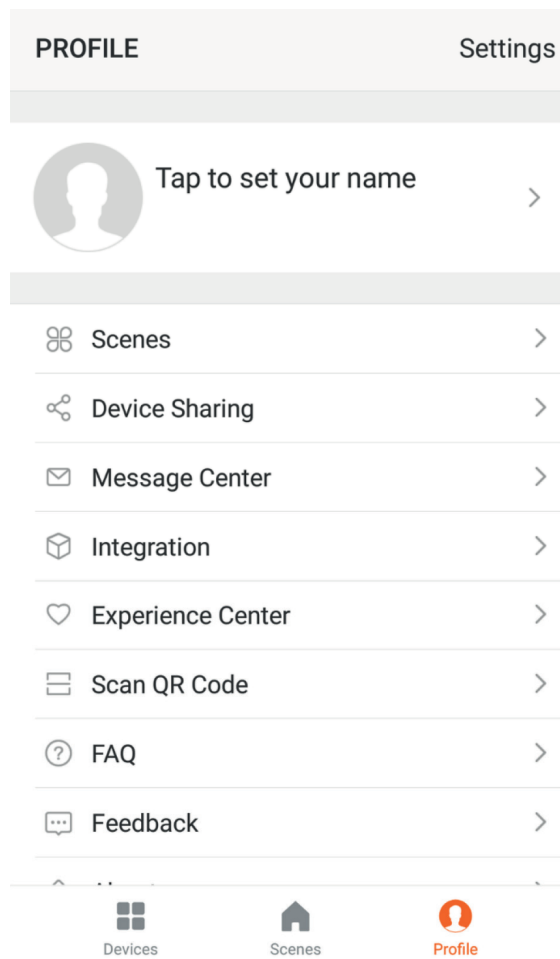 PROFILE Settings
Tap to set your name
Scenes
Device Sharing
Message Center
Integration
Experience Center
Scan QR Code
FAQ
Feedback
Devices Scenes Profile